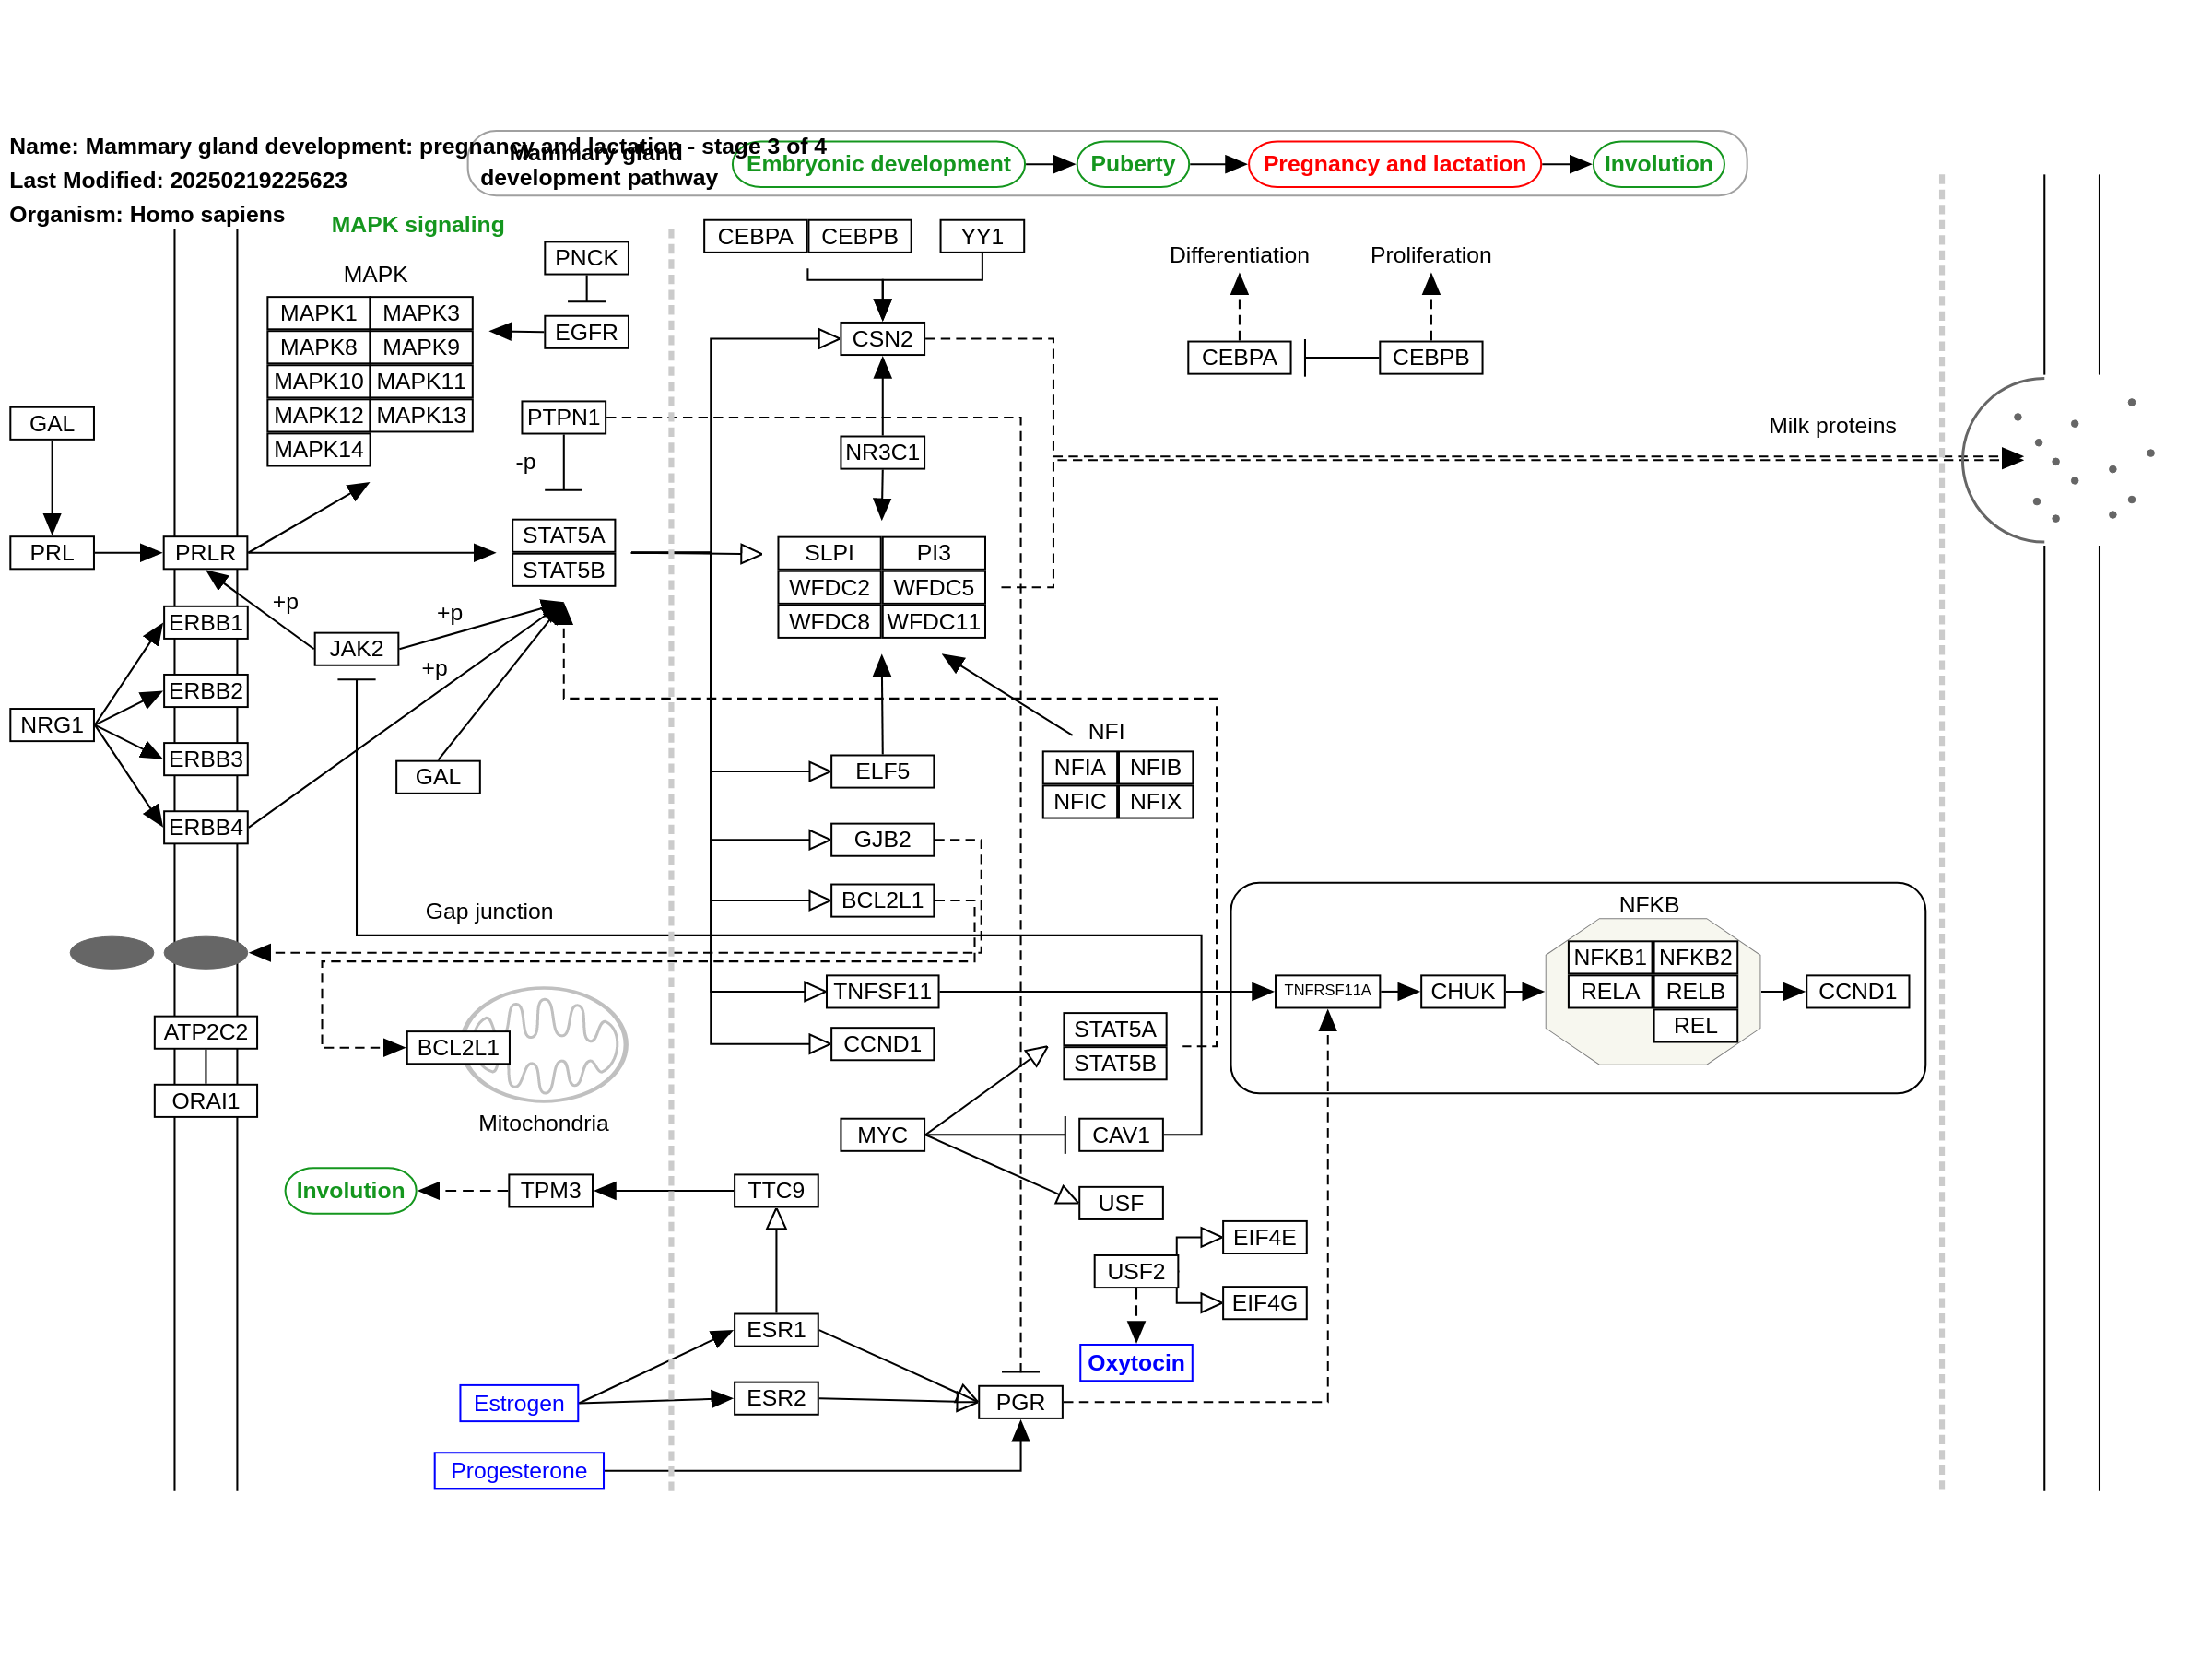 Name: Mammary gland development: pregnancy and lactation - stage 3 of 4
Last Modified: 20250219225623
Organism: Homo sapiens
Mammary gland
development pathway
Embryonic development
Puberty
Pregnancy and lactation
Involution
MAPK signaling
MAPK
MAPK1 MAPK3
MAPK8 MAPK9
MAPK10 MAPK11
MAPK12 MAPK13
MAPK14
PNCK
EGFR
PTPN1
-p
CEBPA CEBPB YY1
CSN2
NR3C1
Differentiation
Proliferation
CEBPA
CEBPB
Milk proteins
GAL
PRL
PRLR
STAT5A
STAT5B
SLPI PI3
WFDC2 WFDC5
WFDC8 WFDC11
+p
+p
+p
ERBB1
JAK2
ERBB2
NRG1
ERBB3
ERBB4
GAL
NFI
NFIA NFIB
NFIC NFIX
ELF5
GJB2
BCL2L1
Gap junction
TNFSF11
CCND1
NFKB
NFKB1 NFKB2
RELA RELB
REL
TNFRSF11A
CHUK
CCND1
ATP2C2
ORAI1
BCL2L1
Mitochondria
STAT5A
STAT5B
MYC
CAV1
USF
Involution
TPM3
TTC9
EIF4E
USF2
EIF4G
Oxytocin
ESR1
ESR2
Estrogen
PGR
Progesterone